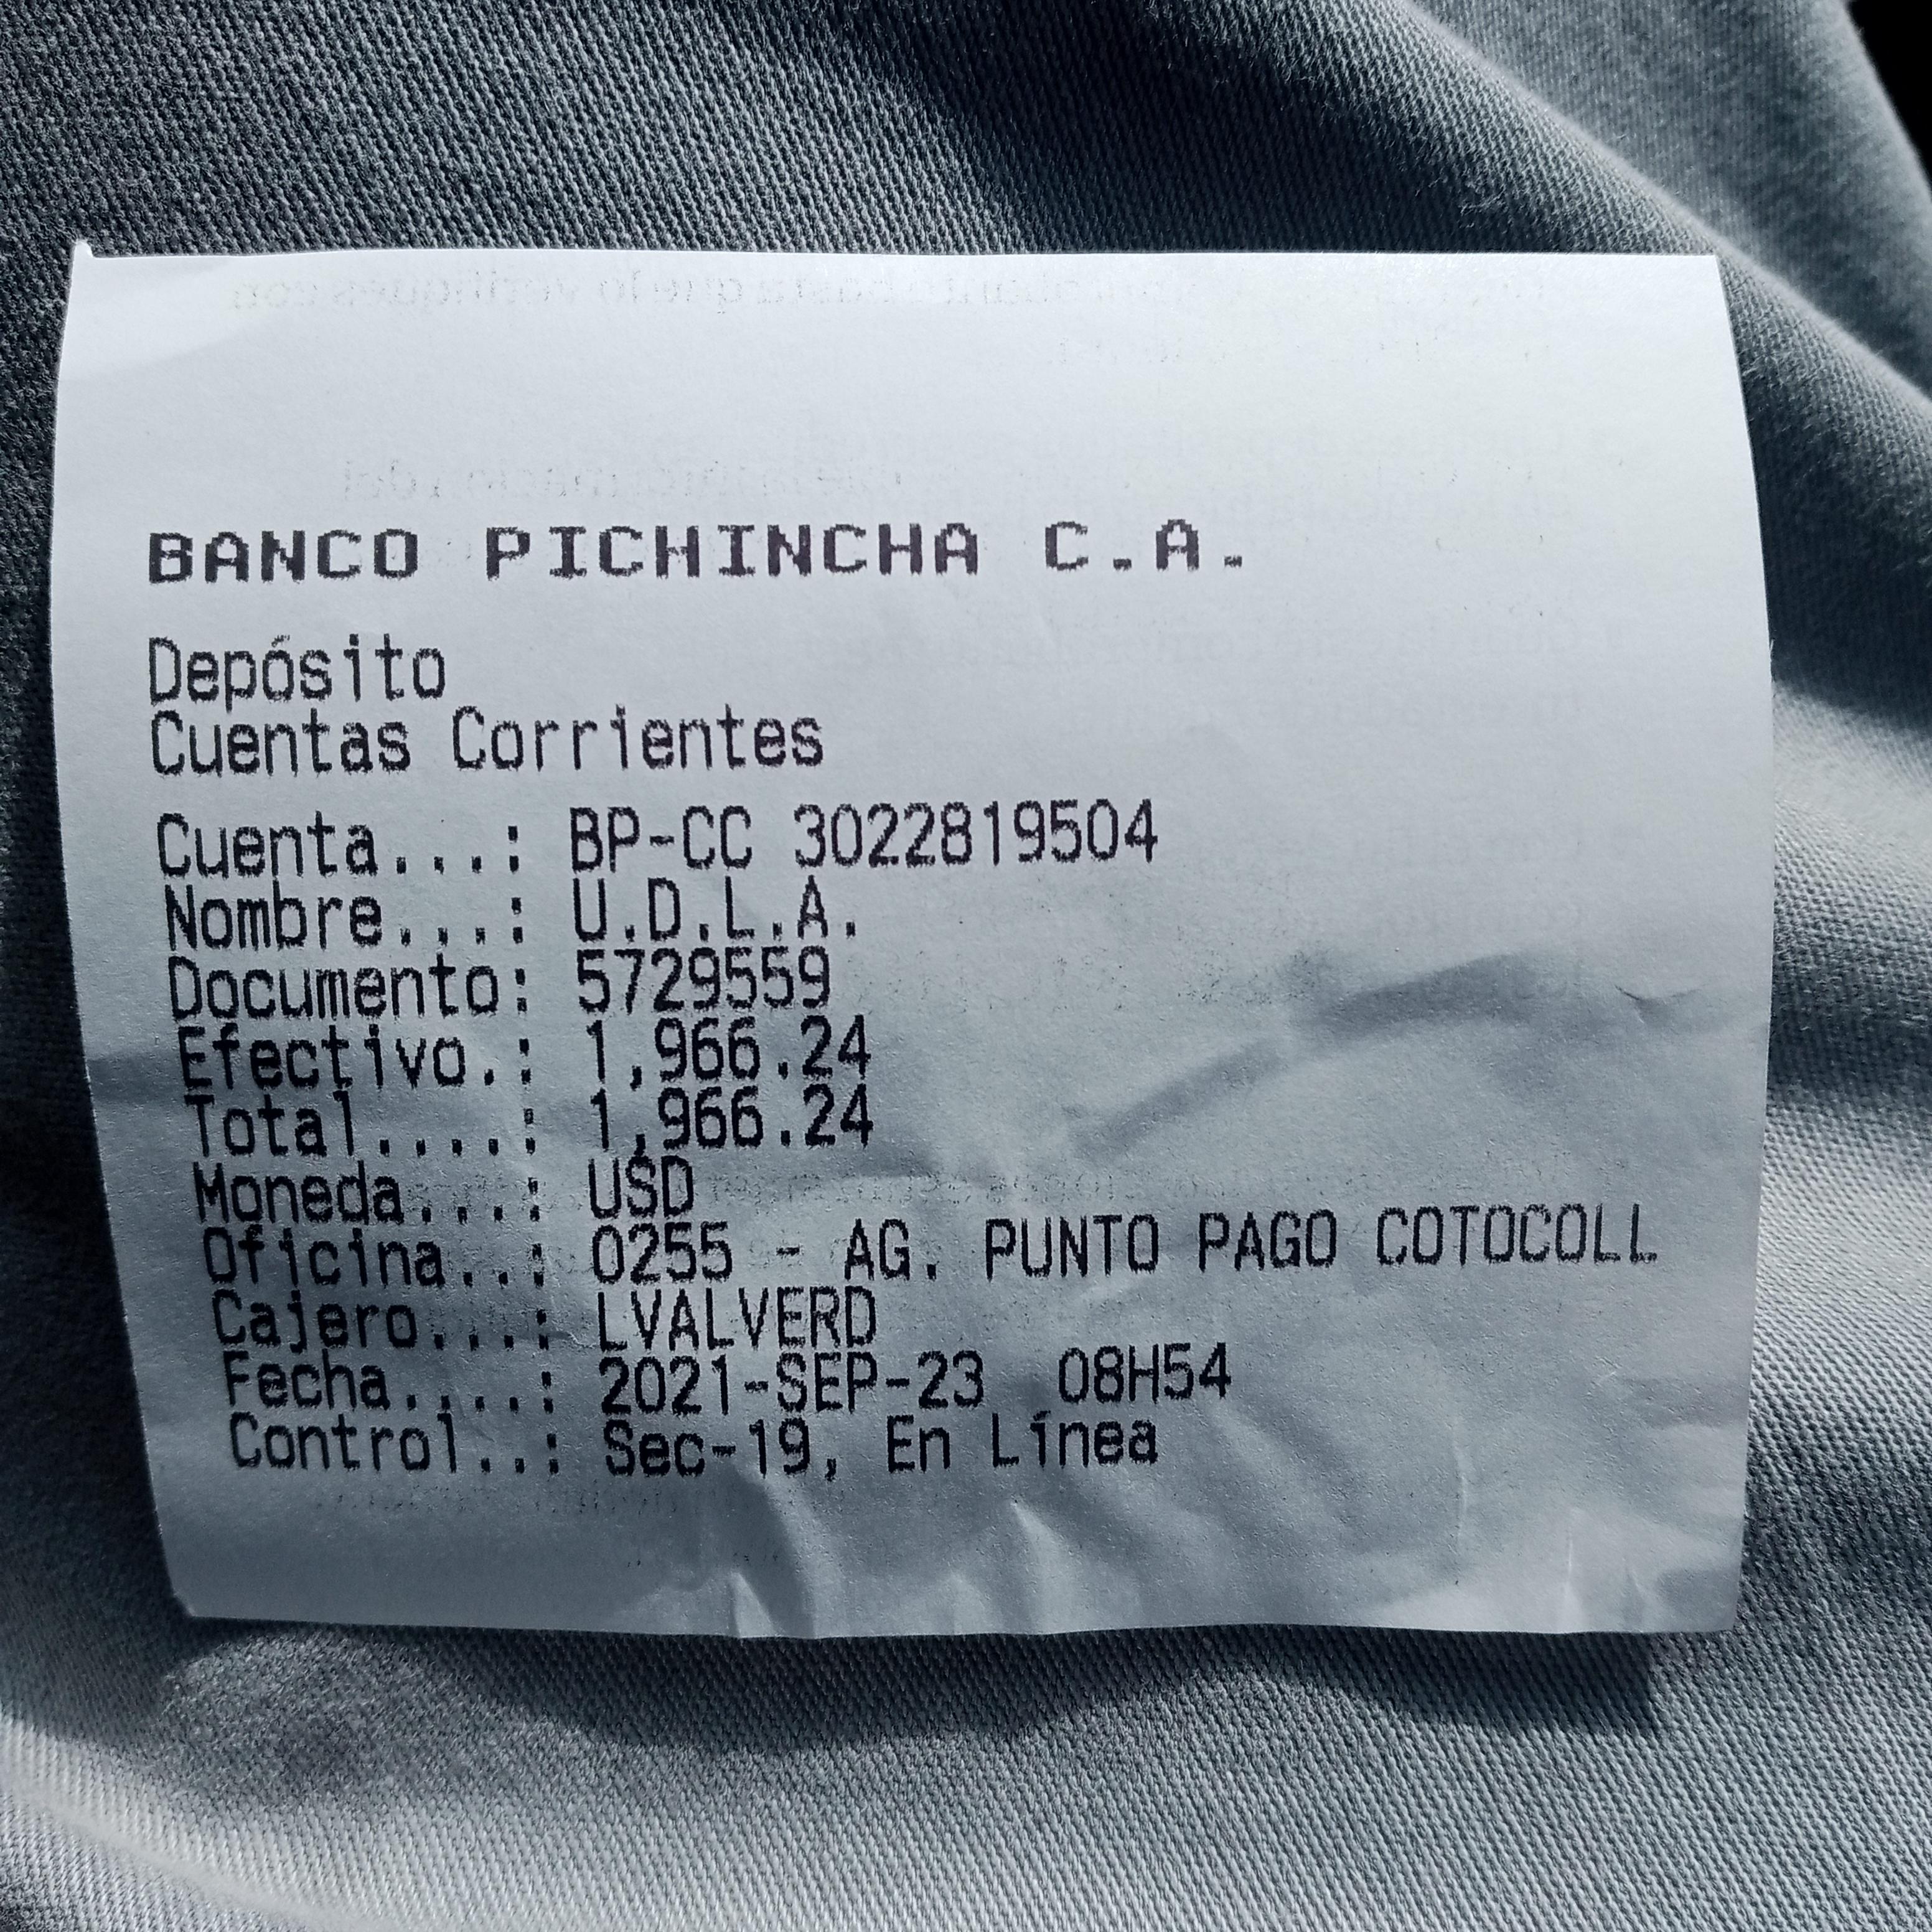 BANCO PICHINCHA C.A.
Depósito
Cuentas Corrientes
Cuenta...: BP-CC 3022819504
Nombre...: U.D.L.A.
Documento: 5729559
Efectivo.: 1,966.24
Total....: 1,966.24
Moneda...: USD
Oficina..: 0255 - AG. PUNTO PAGO COTOCOLL
Cajero...: LVALVERD
Fecha....: 2021-SEP-23 08H54
Control..: Sec-19, En Línea